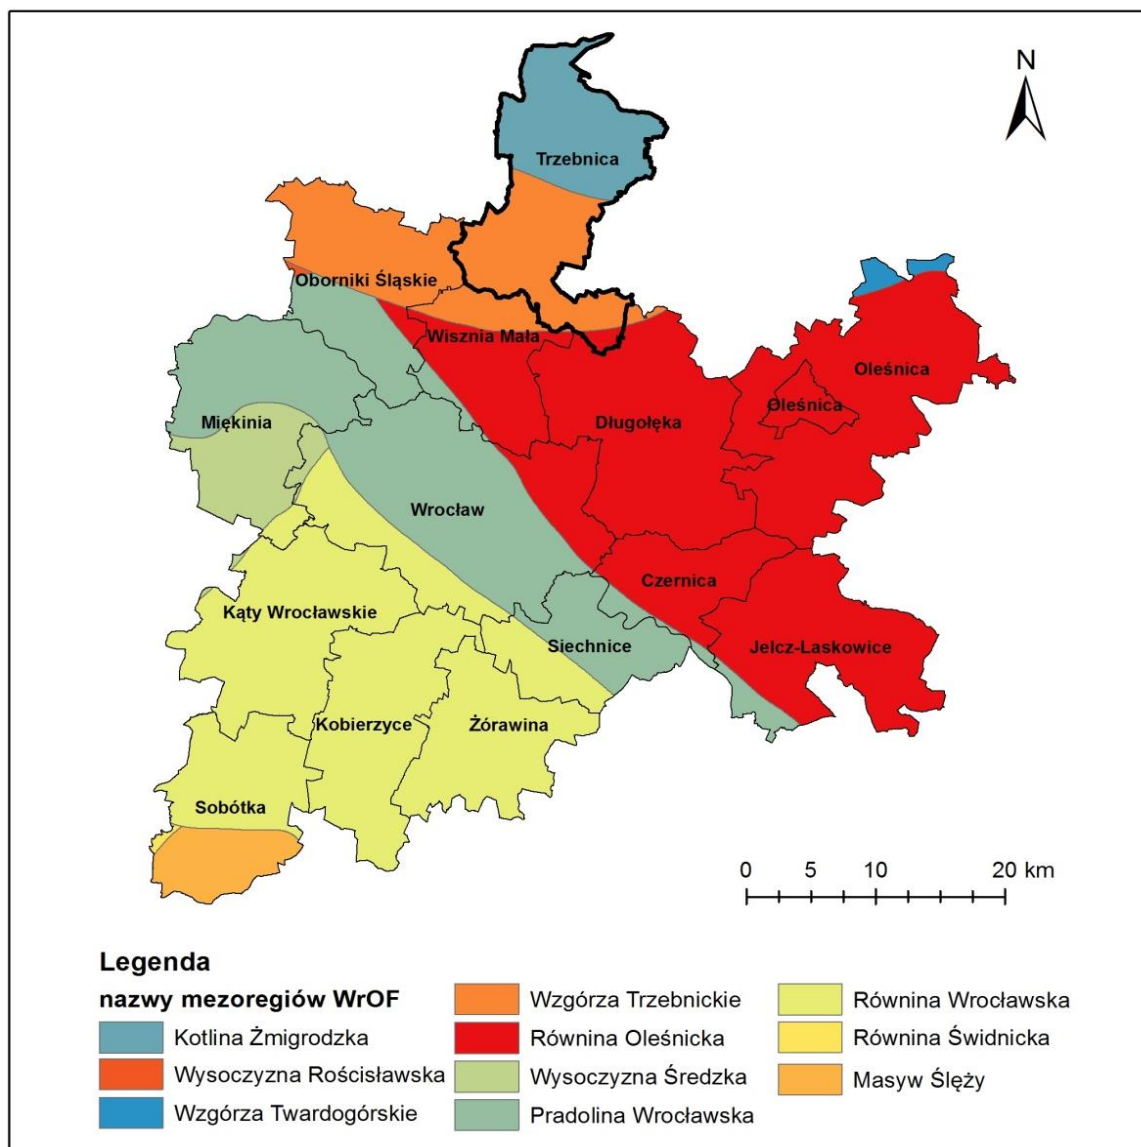 N
Trzebnica
Oborniki Śląskie
Wisznia Mała
Oleśnica
Oleśnica
Miękinia
Długołęka
Wrocław
Czernica
Kąty Wrocławskie
Siechnice
Jelcz-Laskowice
Kobierzyce
Żórawina
Sobótka
0 5 10 20 km
Legenda
nazwy mezoregiów WrOF
Kotlina Żmigrodzka
Wysoczyzna Rościsławska
Wzgórza Twardogórskie
Wzgórza Trzebnickie
Równina Oleśnicka
Wysoczyzna Średzka
Pradolina Wrocławska
Równina Wrocławska
Równina Świdnicka
Masyw Ślęży